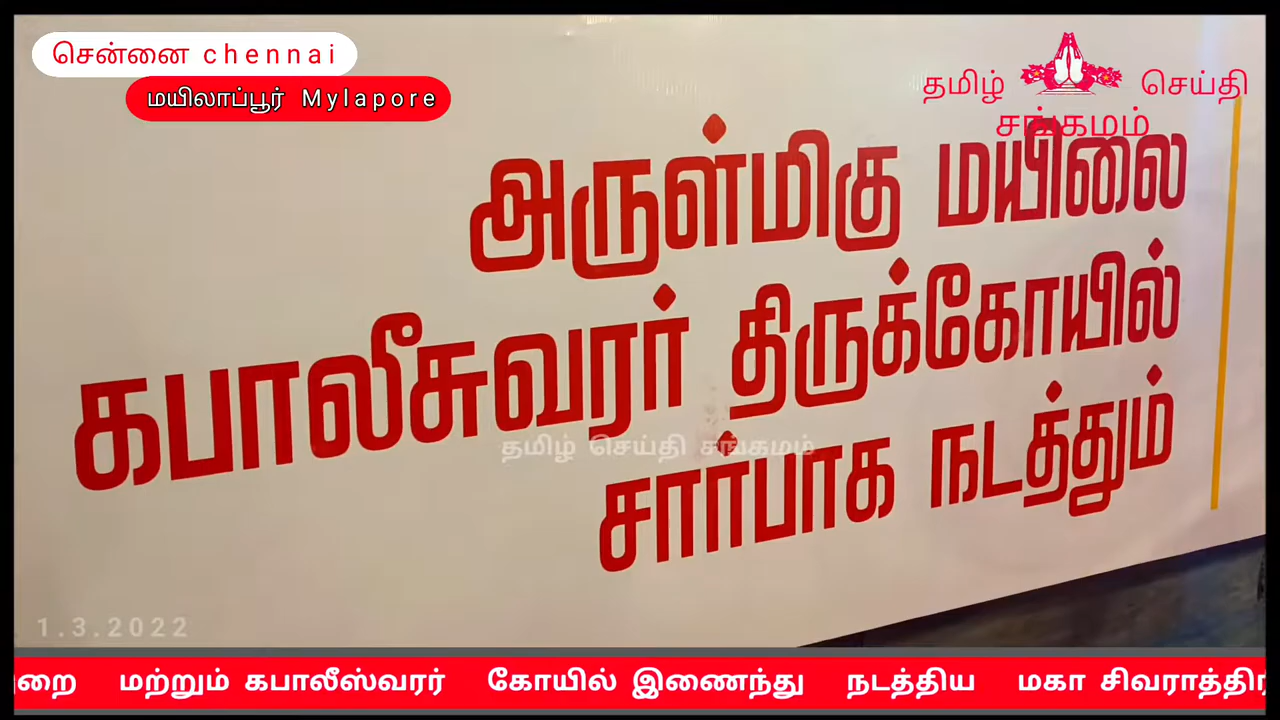 சென்னை chennai
மயிலாப்பூர் Mylapore
தமிழ் செய்தி
சங்கமம்
அருள்மிகு மயிலை
கபாலீசுவரர் திருக்கோயில்
சார்பாக நடத்தும்
தமிழ் செய்தி சங்கமம்
1.3.2022
மற்றும் கபாலீஸ்வரர் கோயில் இணைந்து நடத்திய மகா